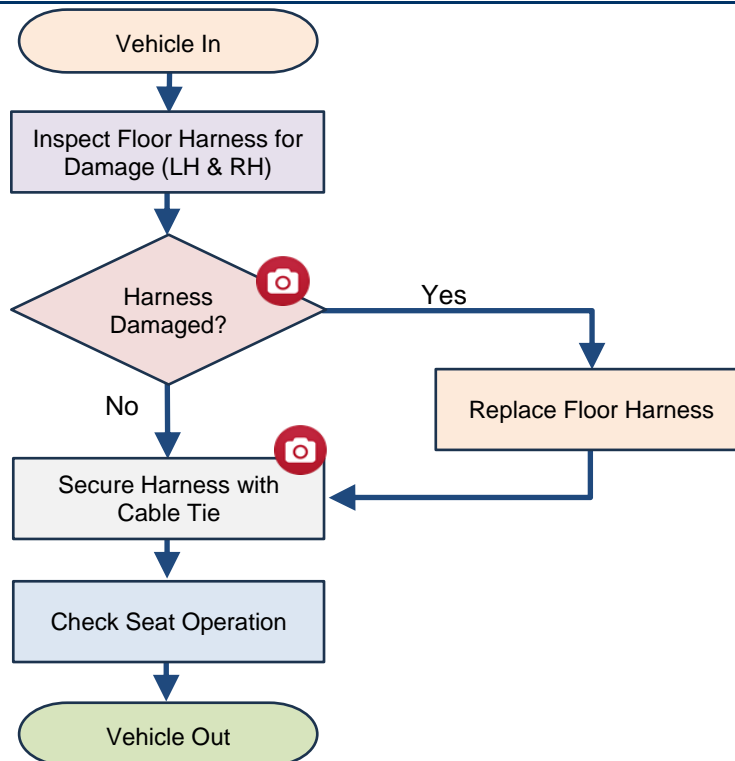 Vehicle In
Inspect Floor Harness for
Damage (LH & RH)
Harness
Damaged?
Yes
No
Replace Floor Harness
Secure Harness with
Cable Tie
Check Seat Operation
Vehicle Out